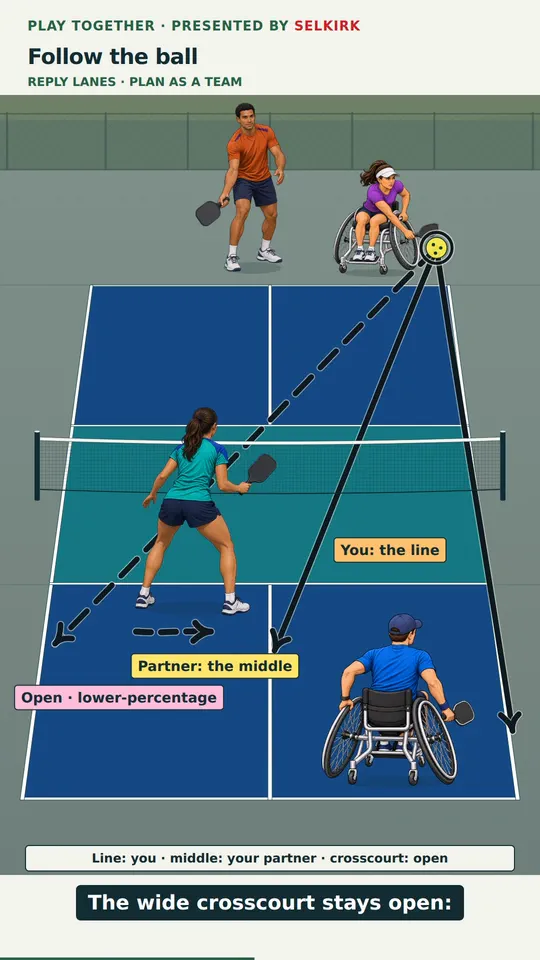 PLAY TOGETHER · PRESENTED BY SELKIRK
Follow the ball
REPLY LANES · PLAN AS A TEAM
You: the line
Partner: the middle
Open · lower-percentage
Line: you · middle: your partner · crosscourt: open
The wide crosscourt stays open: